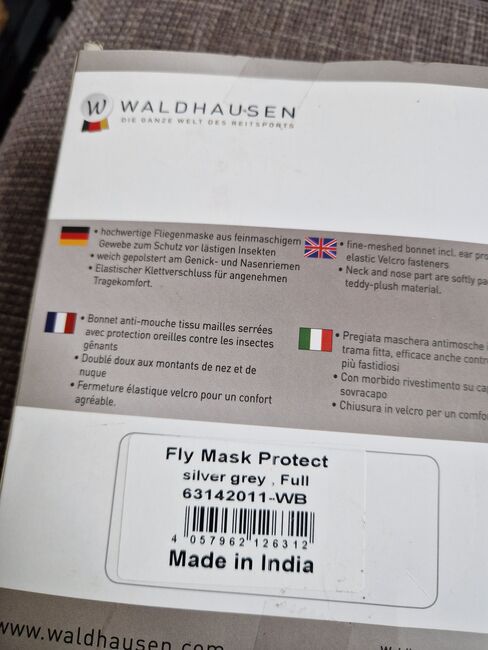 W WALDHAUSEN
DIE GANZE WELT DES REITSPORTS
• hochwertige Fliegenmaske aus feinmaschigem
Gewebe zum Schutz vor lästigen Insekten
• weich gepolstert am Genick- und Nasenriemen
• Elastischer Klettverschluss für angenehmen
Tragekomfort.
• fine-meshed bonnet incl. ear pro
elastic Velcro fasteners
• Neck and nose part are softly pa
teddy-plush material.
• Bonnet anti-mouche tissu mailles serrées
avec protection oreilles contre les insectes
gênants
• Doublé doux aux montants de nez et de
nuque
• Fermeture élastique velcro pour un confort
agréable.
• Pregiata maschera antimosche
trama fitta, efficace anche contr
più fastidiosi
• Con morbido rivestimento su ca
sovracapo
• Chiusura in velcro per un comfo
Fly Mask Protect
silver grey , Full
63142011-WB
4 057962 126312
Made in India
www.waldhausen.com